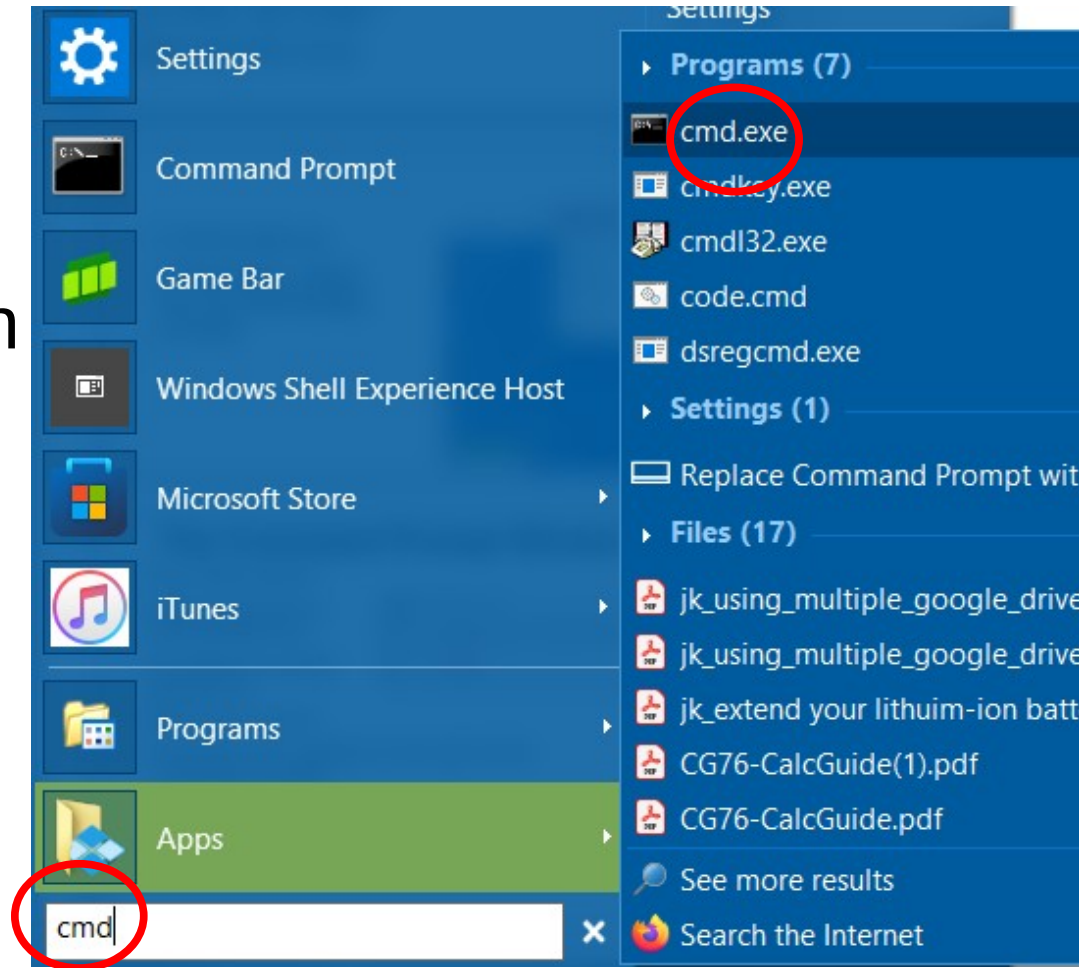 Settings
Command Prompt
Game Bar
n
Windows Shell Experience Host
Microsoft Store
iTunes
Programs
Apps
cmd
Settings
Programs (7)
cmd.exe
cmdkey.exe
cmdl32.exe
code.cmd
dsregcmd.exe
Settings (1)
Replace Command Prompt wit
Files (17)
jk_using_multiple_google_drive
jk_using_multiple_google_drive
jk_extend your lithuim-ion batt
CG76-CalcGuide(1).pdf
CG76-CalcGuide.pdf
See more results
Search the Internet